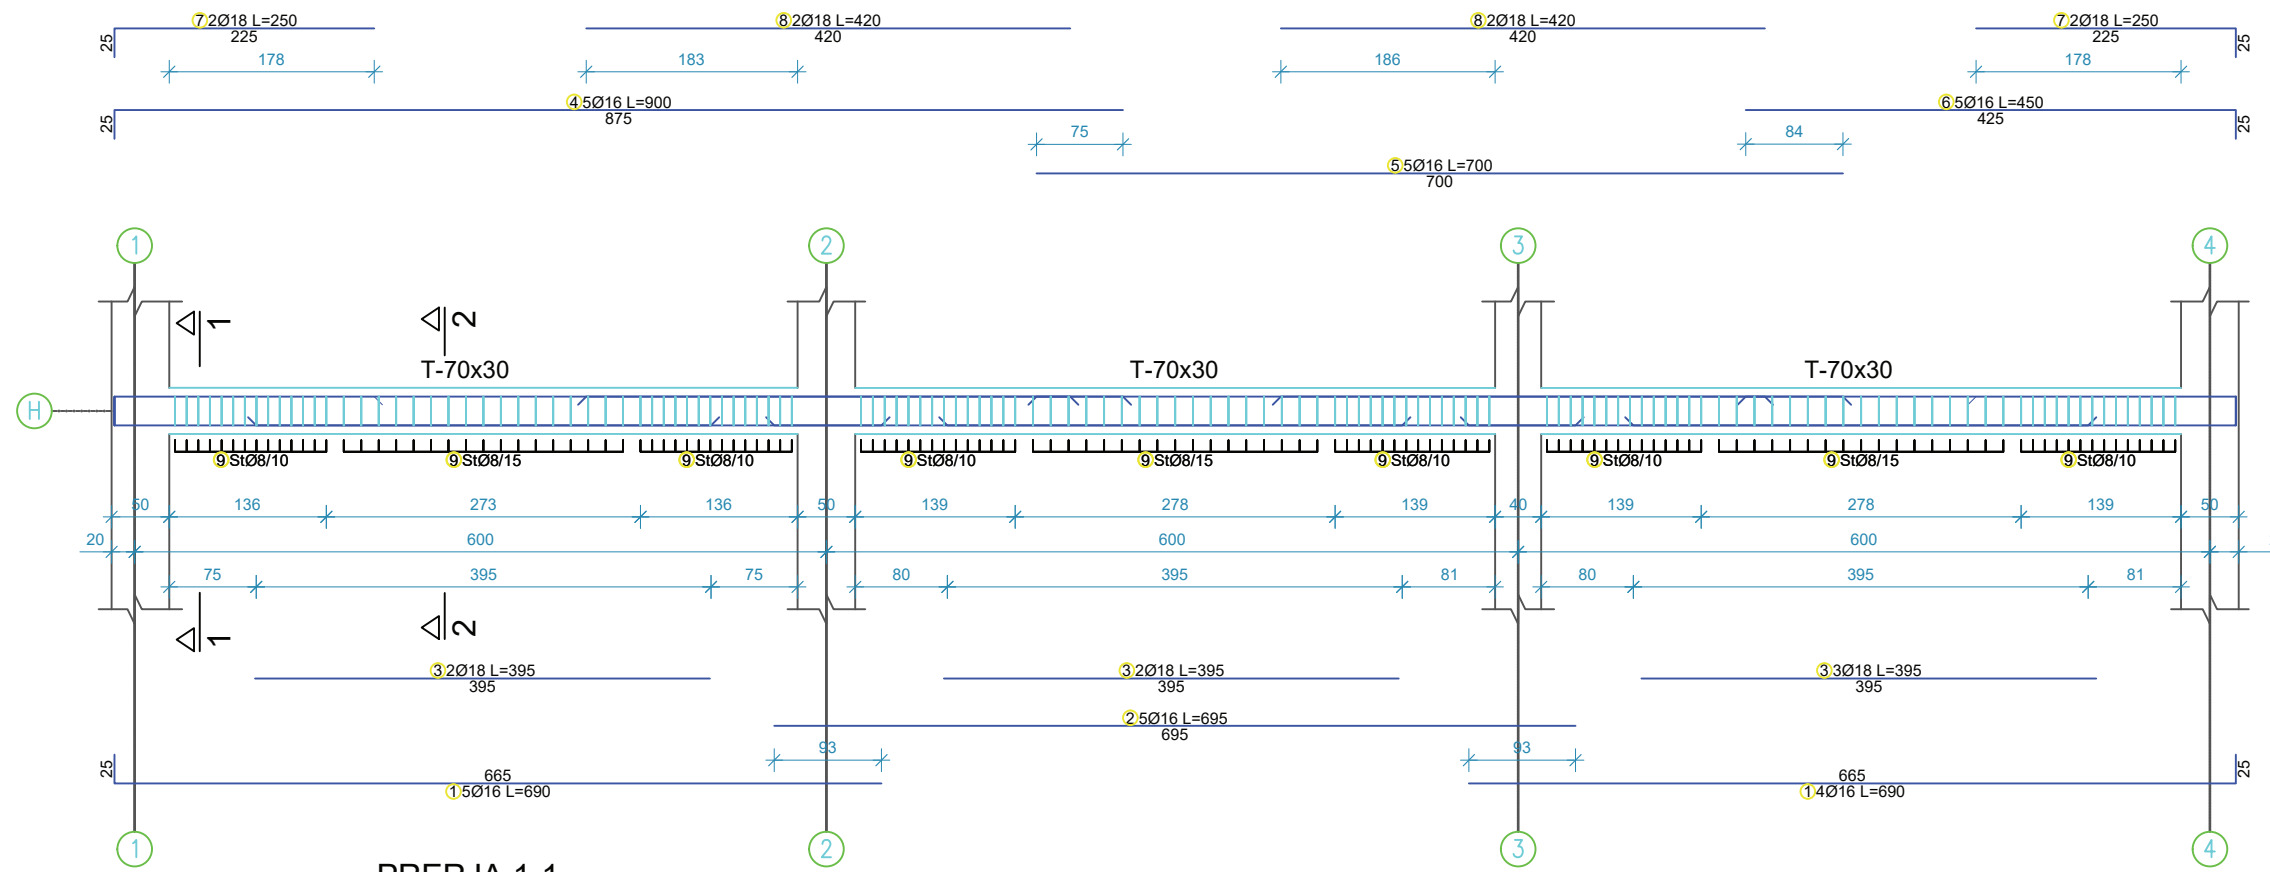 7 2Ø18 L=250
225
25
8 2Ø18 L=420
420
8 2Ø18 L=420
420
7 2Ø18 L=250
225
25
178
183
186
178
4 5Ø16 L=900
875
25
6 5Ø16 L=450
425
25
75
84
5 5Ø16 L=700
700
1
2
3
4
1
2
T-70x30
T-70x30
T-70x30
H
9 StØ8/10
9 StØ8/15
9 StØ8/10
9 StØ8/10
9 StØ8/15
9 StØ8/10
9 StØ8/10
9 StØ8/15
9 StØ8/10
50
136
273
136
50
139
278
139
40
139
278
139
50
20
600
600
600
75
395
75
80
395
81
80
395
81
1
2
3 2Ø18 L=395
395
3 2Ø18 L=395
395
3 3Ø18 L=395
395
2 5Ø16 L=695
695
93
93
25
665
1 5Ø16 L=690
665
1 4Ø16 L=690
25
1
2
3
4